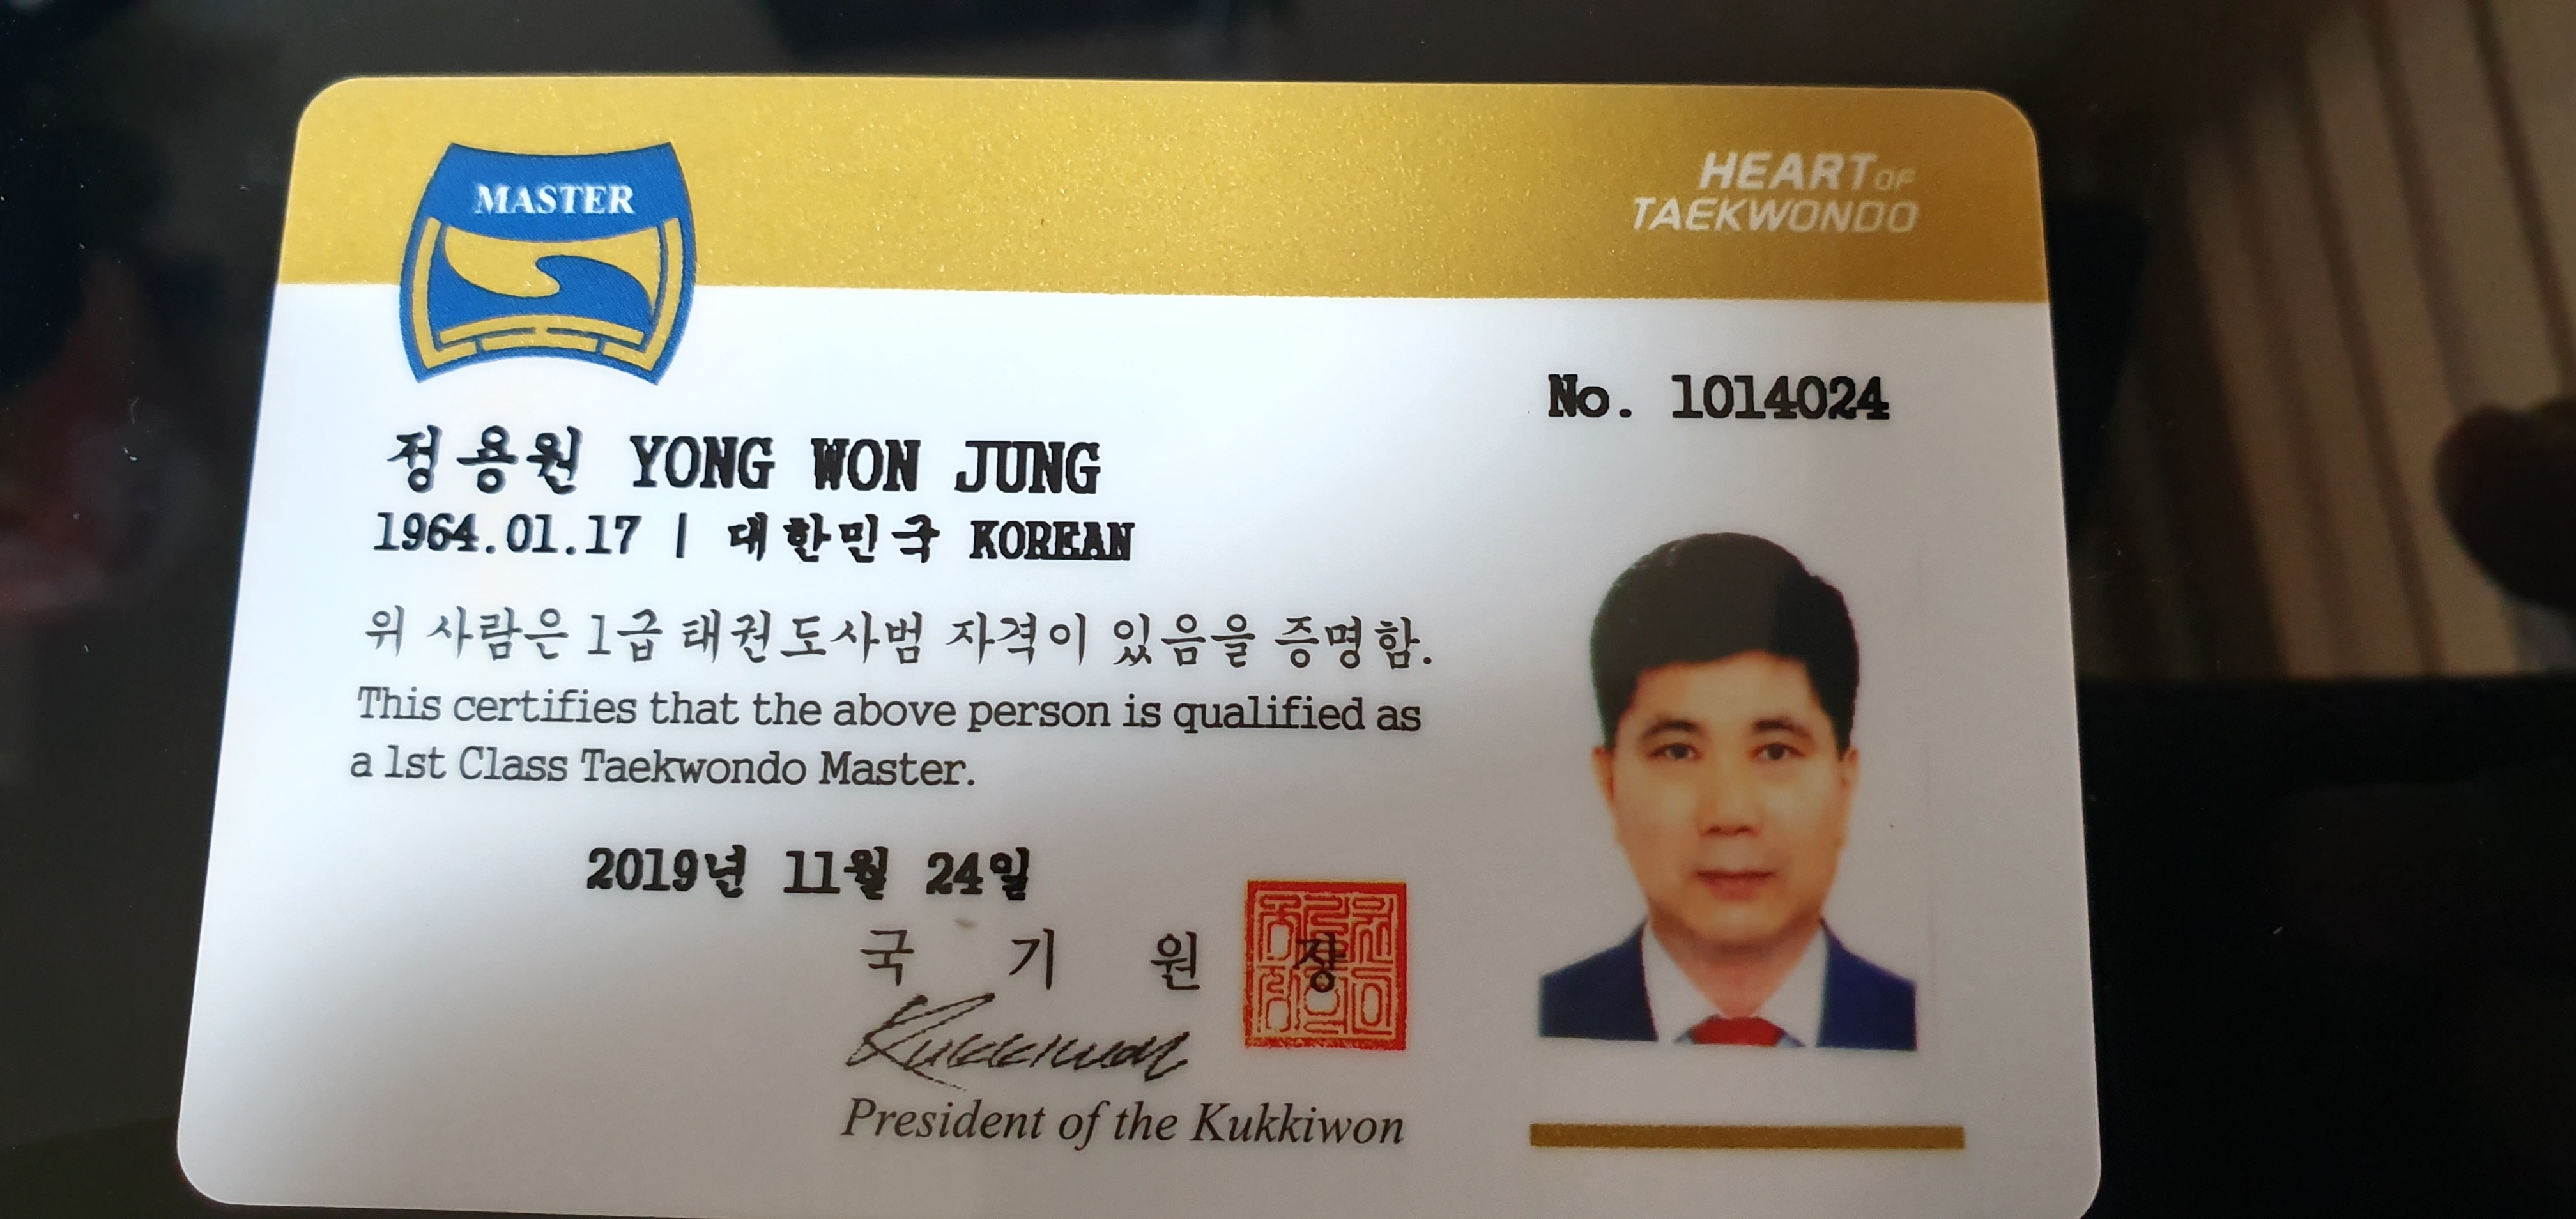 MASTER
HEART OF
TAEKWONDO
No. 1014024
정용원 YONG WON JUNG
1964.01.17 | 대한민국 KOREAN
위 사람은 1급 태권도사범 자격이 있음을 증명함.
This certifies that the above person is qualified as
a 1st Class Taekwondo Master.
2019년 11월 24일
국 기 원 장
Kukkiwon
President of the Kukkiwon